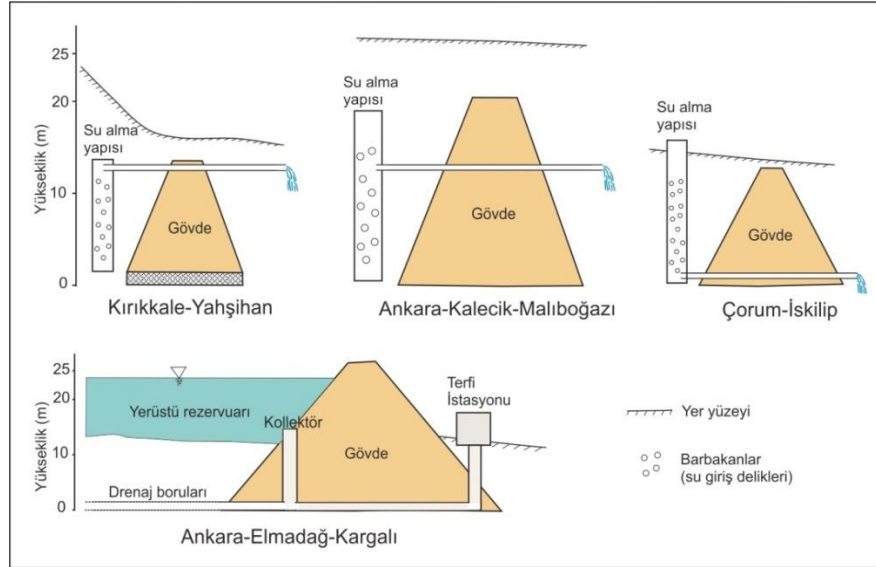 25
20
10
0
Yükseklik (m)
Su alma
yapısı
Gövde
Kırıkkale-Yahşihan
Su alma
yapısı
Gövde
Ankara-Kalecik-Malıboğazı
Su alma
yapısı
Gövde
Çorum-İskilip
25
20
10
0
Yükseklik (m)
Yerüstü rezervuarı
Kollektör
Gövde
Terfi
İstasyonu
Drenaj boruları
Ankara-Elmadağ-Kargalı
Yer yüzeyi
Barbakanlar
(su giriş delikleri)